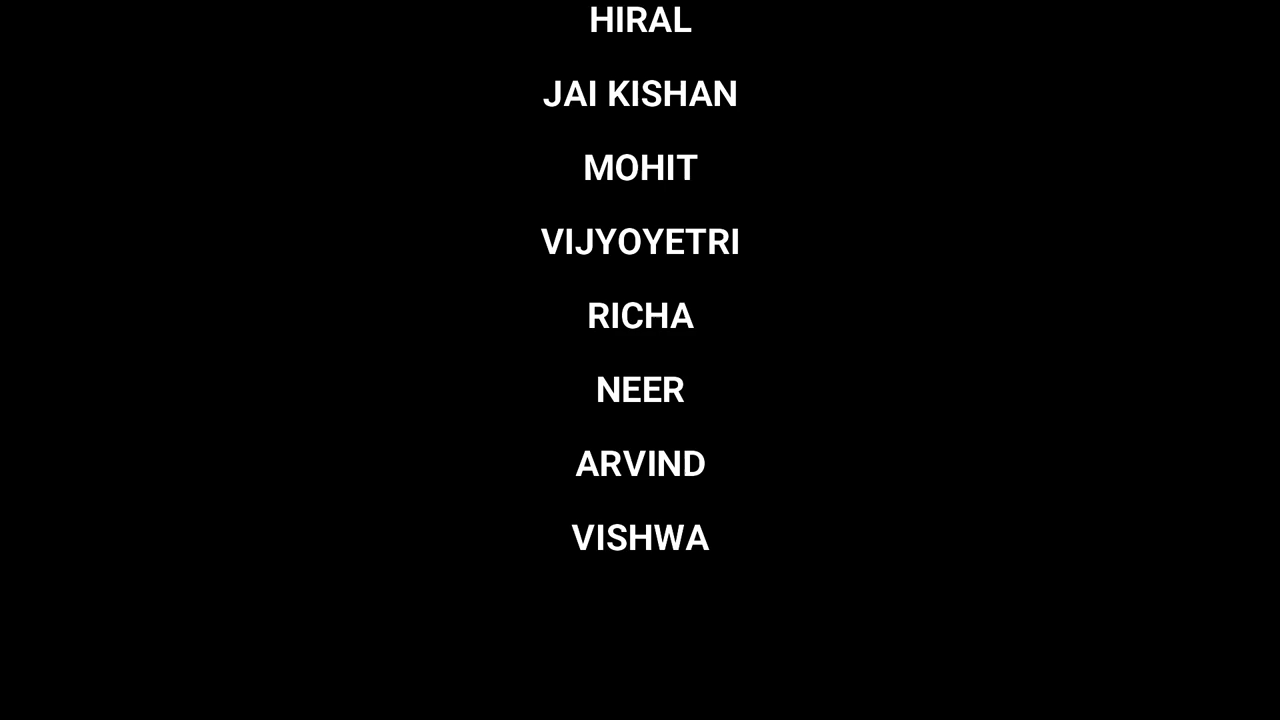 HIRAL
JAI KISHAN
MOHIT
VIJYOYETRI
RICHA
NEER
ARVIND
VISHWA